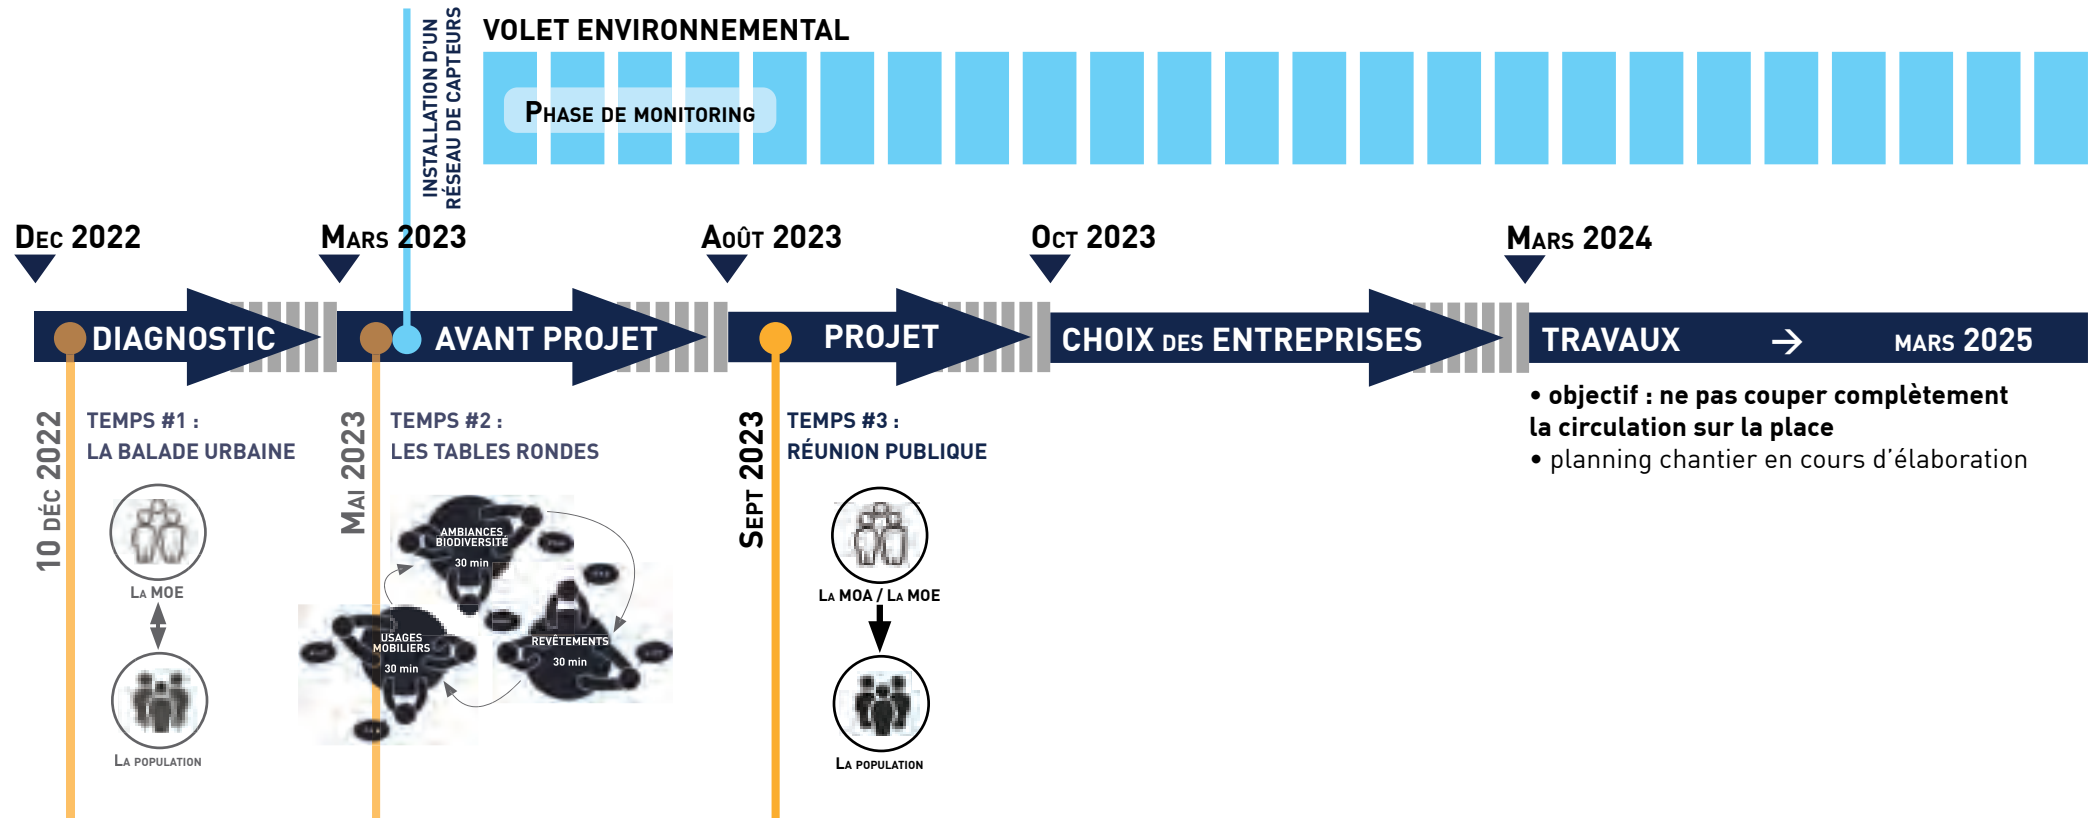 VOLET ENVIRONNEMENTAL
INSTALLATION D'UN
RÉSEAU DE CAPTEURS
PHASE DE MONITORING
DEC 2022
MARS 2023
AOÛT 2023
OCT 2023
MARS 2024
DIAGNOSTIC
AVANT PROJET
PROJET
CHOIX DES ENTREPRISES
TRAVAUX → MARS 2025
10 DÉC 2022
TEMPS #1 :
LA BALADE URBAINE
LA MOE
LA POPULATION
MAI 2023
TEMPS #2 :
LES TABLES RONDES
AMBIANCES
BIODIVERSITÉ
30 min
USAGES
MOBILIERS
30 min
REVÊTEMENTS
30 min
SEPT 2023
TEMPS #3 :
RÉUNION PUBLIQUE
LA MOA / LA MOE
LA POPULATION
• objectif : ne pas couper complètement
la circulation sur la place
• planning chantier en cours d'élaboration